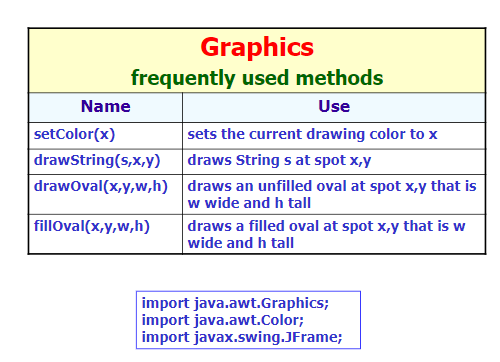 Graphics
frequently used methods
Name Use
setColor(x) sets the current drawing color to x
drawString(s,x,y) draws String s at spot x,y
drawOval(x,y,w,h) draws an unfilled oval at spot x,y that is
w wide and h tall
fillOval(x,y,w,h) draws a filled oval at spot x,y that is w
wide and h tall
import java.awt.Graphics;
import java.awt.Color;
import javax.swing.JFrame;